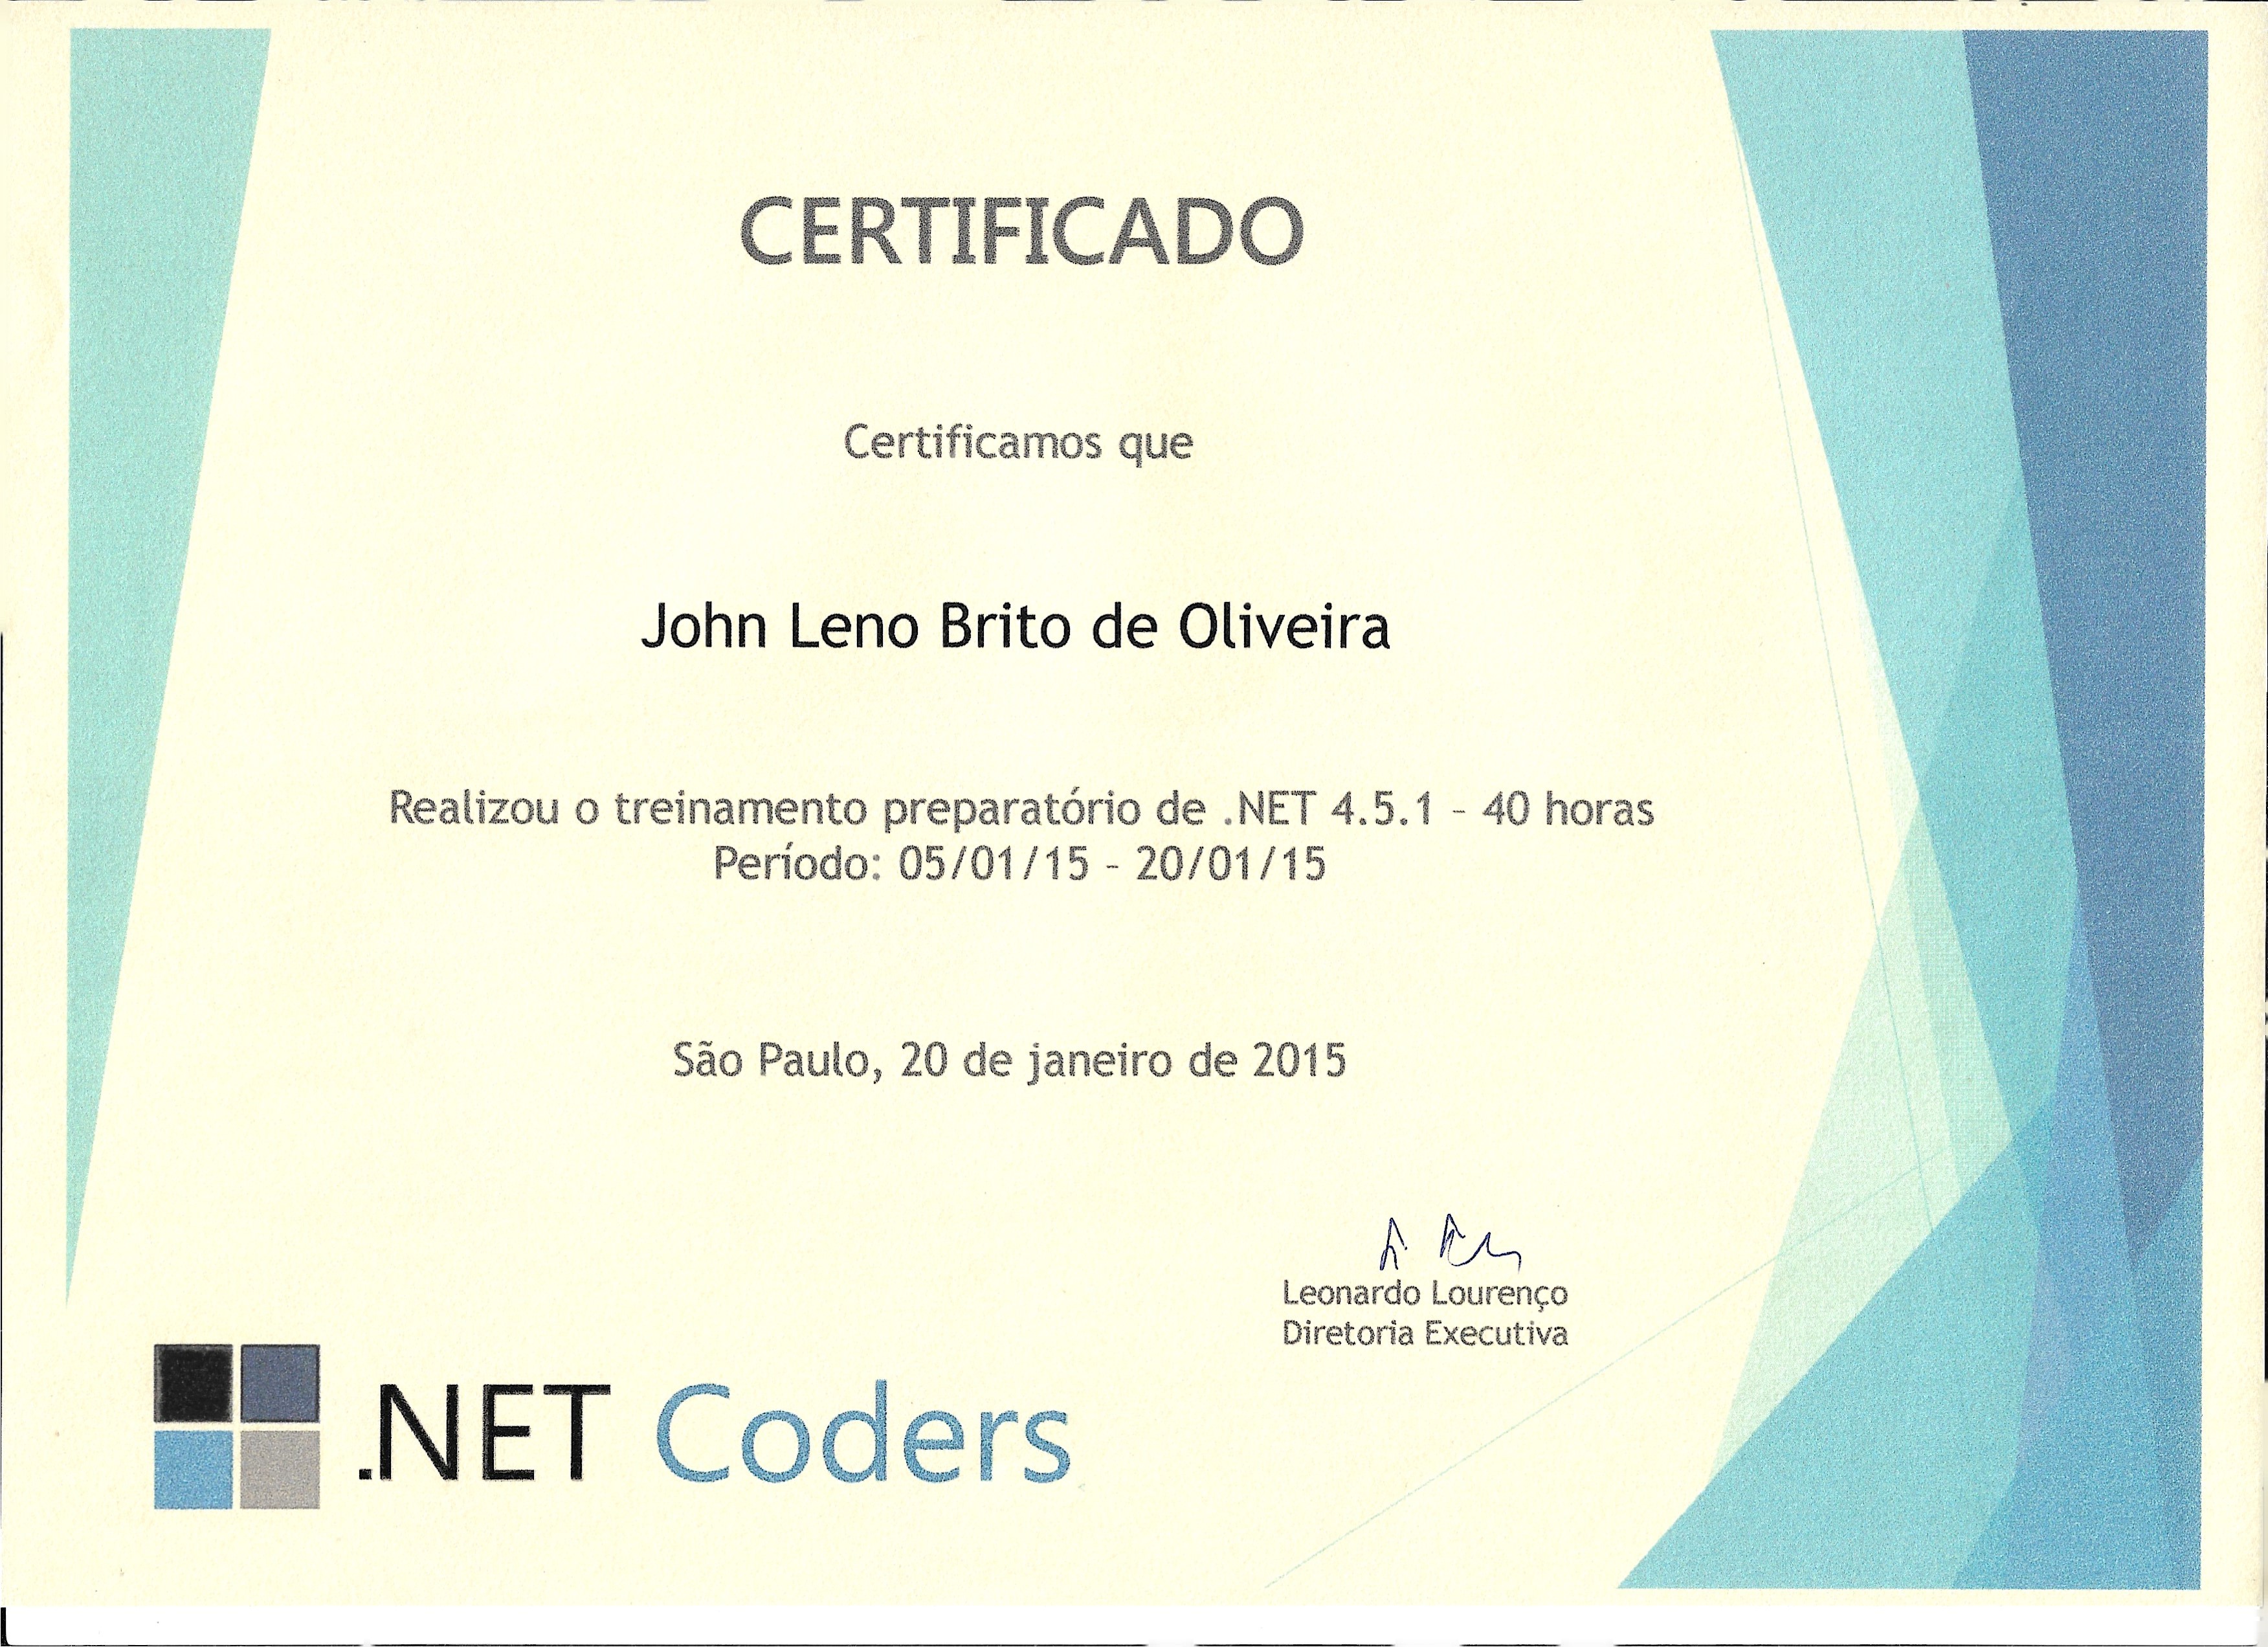 CERTIFICADO
Certificamos que
John Leno Brito de Oliveira
Realizou o treinamento preparatório de .NET 4.5.1 - 40 horas
Período: 05/01/15 - 20/01/15
São Paulo, 20 de janeiro de 2015
Leonardo Lourenço
Diretoria Executiva
.NET Coders